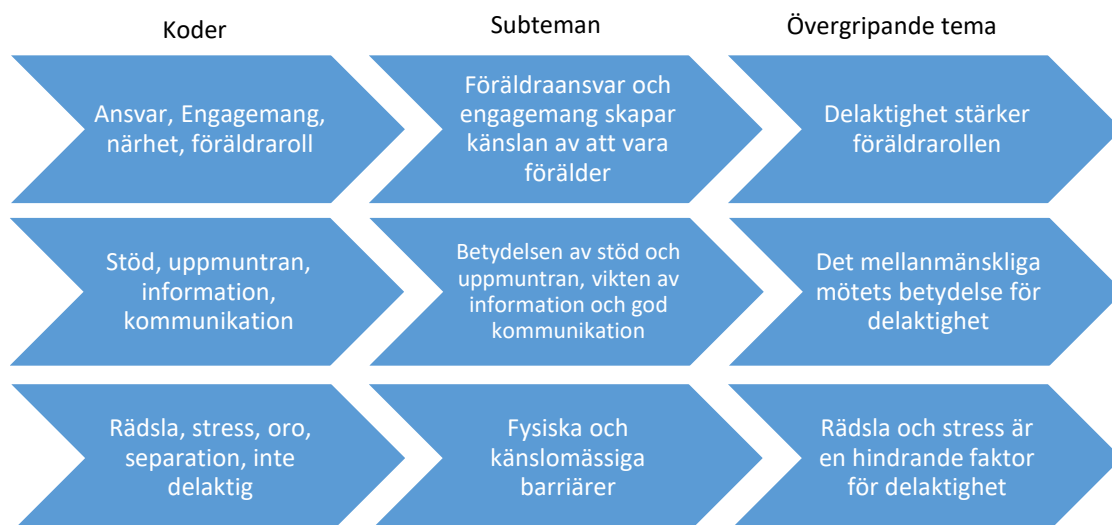 Koder
Subteman
Övergripande tema
Ansvar, Engagemang,
närhet, föräldraroll
Föräldraansvar och
engagemang skapar
känslan av att vara
förälder
Delaktighet stärker
föräldrarollen
Stöd, uppmuntran,
information,
kommunikation
Betydelsen av stöd och
uppmuntran, vikten av
information och god
kommunikation
Det mellanmänskliga
mötets betydelse för
delaktighet
Rädsla, stress, oro,
separation, inte
delaktig
Fysiska och
känslomässiga
barriärer
Rädsla och stress är
en hindrande faktor
för delaktighet